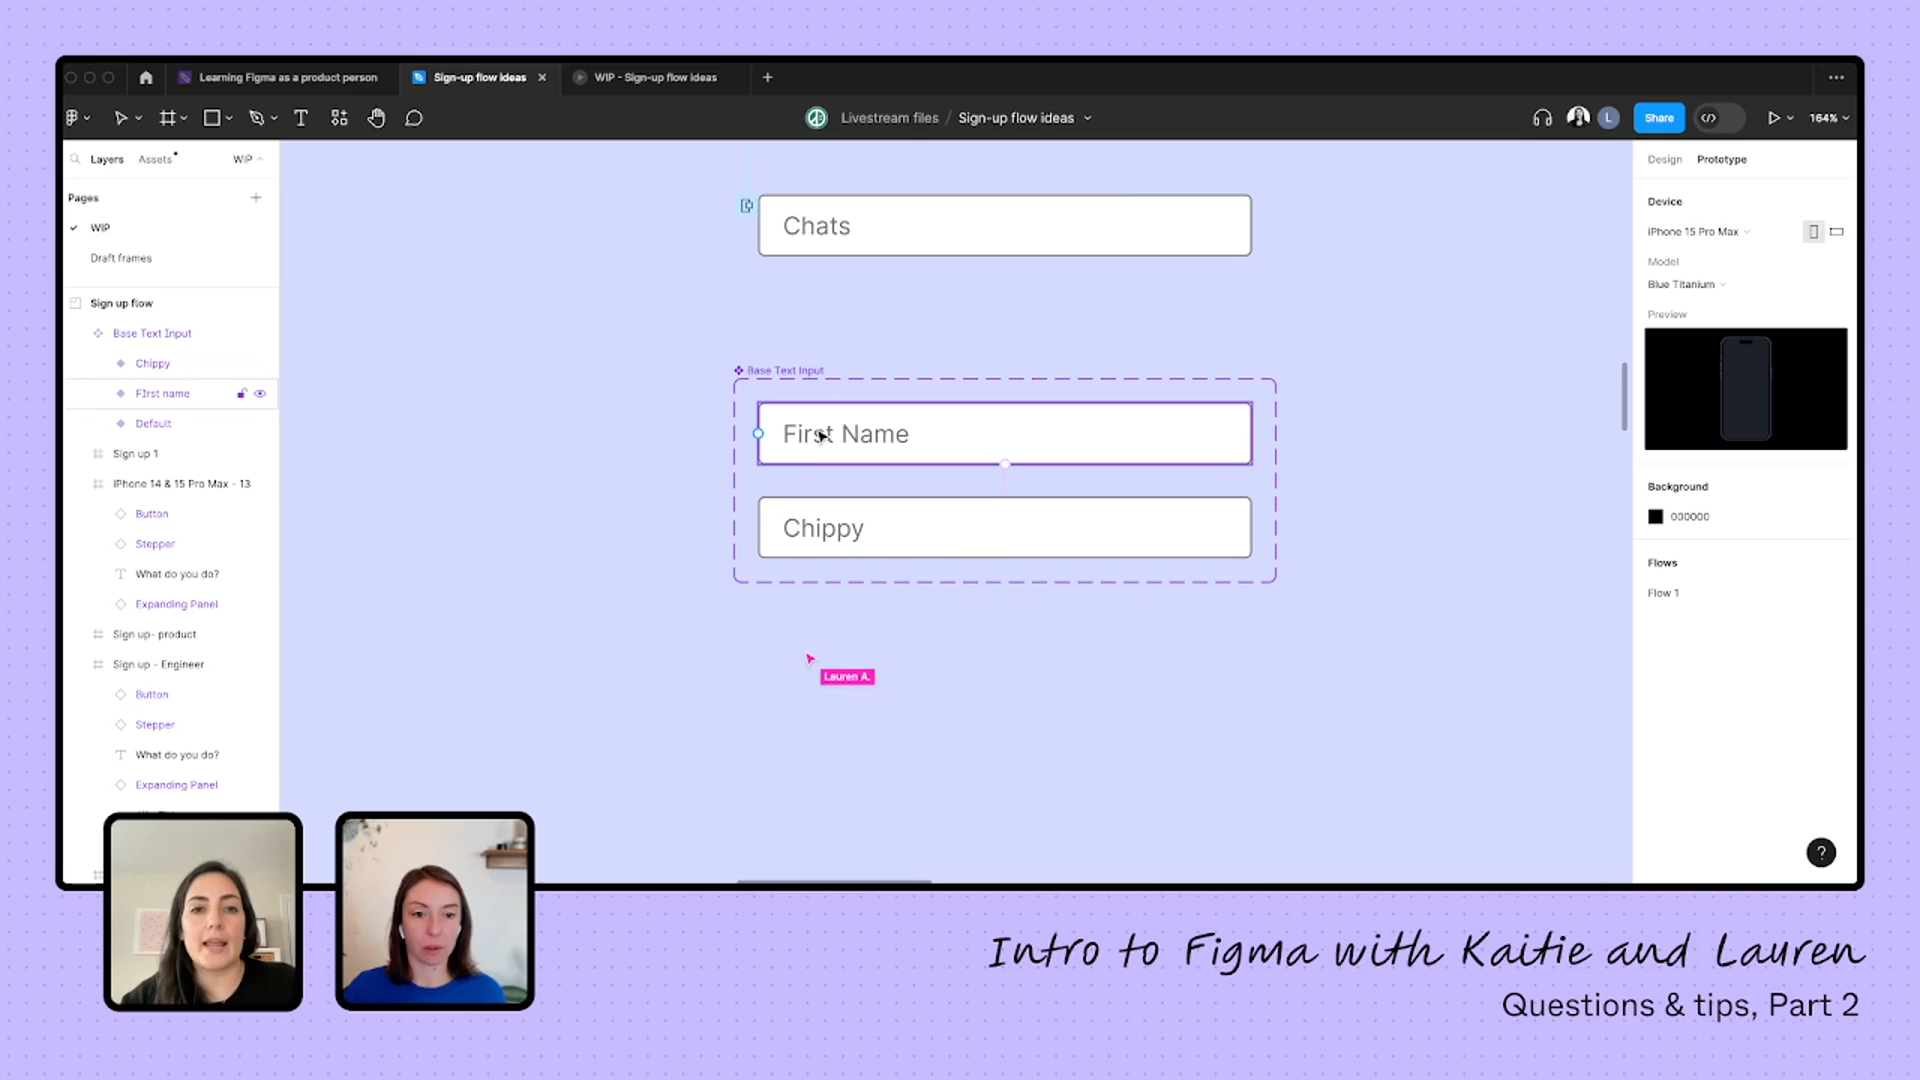 Learning Figma as a product person
Sign-up flow ideas
WIP - Sign-up flow ideas
Livestream files / Sign-up flow ideas
L
Share
164%
Layers
Assets
WIP
Pages
WIP
Draft frames
Sign up flow
Base Text Input
Chippy
FIrst name
Default
Sign up 1
iPhone 14 & 15 Pro Max - 13
Button
Stepper
What do you do?
Expanding Panel
Sign up- product
Sign up - Engineer
Button
Stepper
What do you do?
Expanding Panel
Chats
Base Text Input
First Name
Chippy
Lauren A.
Design
Prototype
Device
iPhone 15 Pro Max
Model
Blue Titanium
Preview
Background
000000
Flows
Flow 1
?
Intro to Figma with Kaitie and Lauren
Questions & tips, Part 2